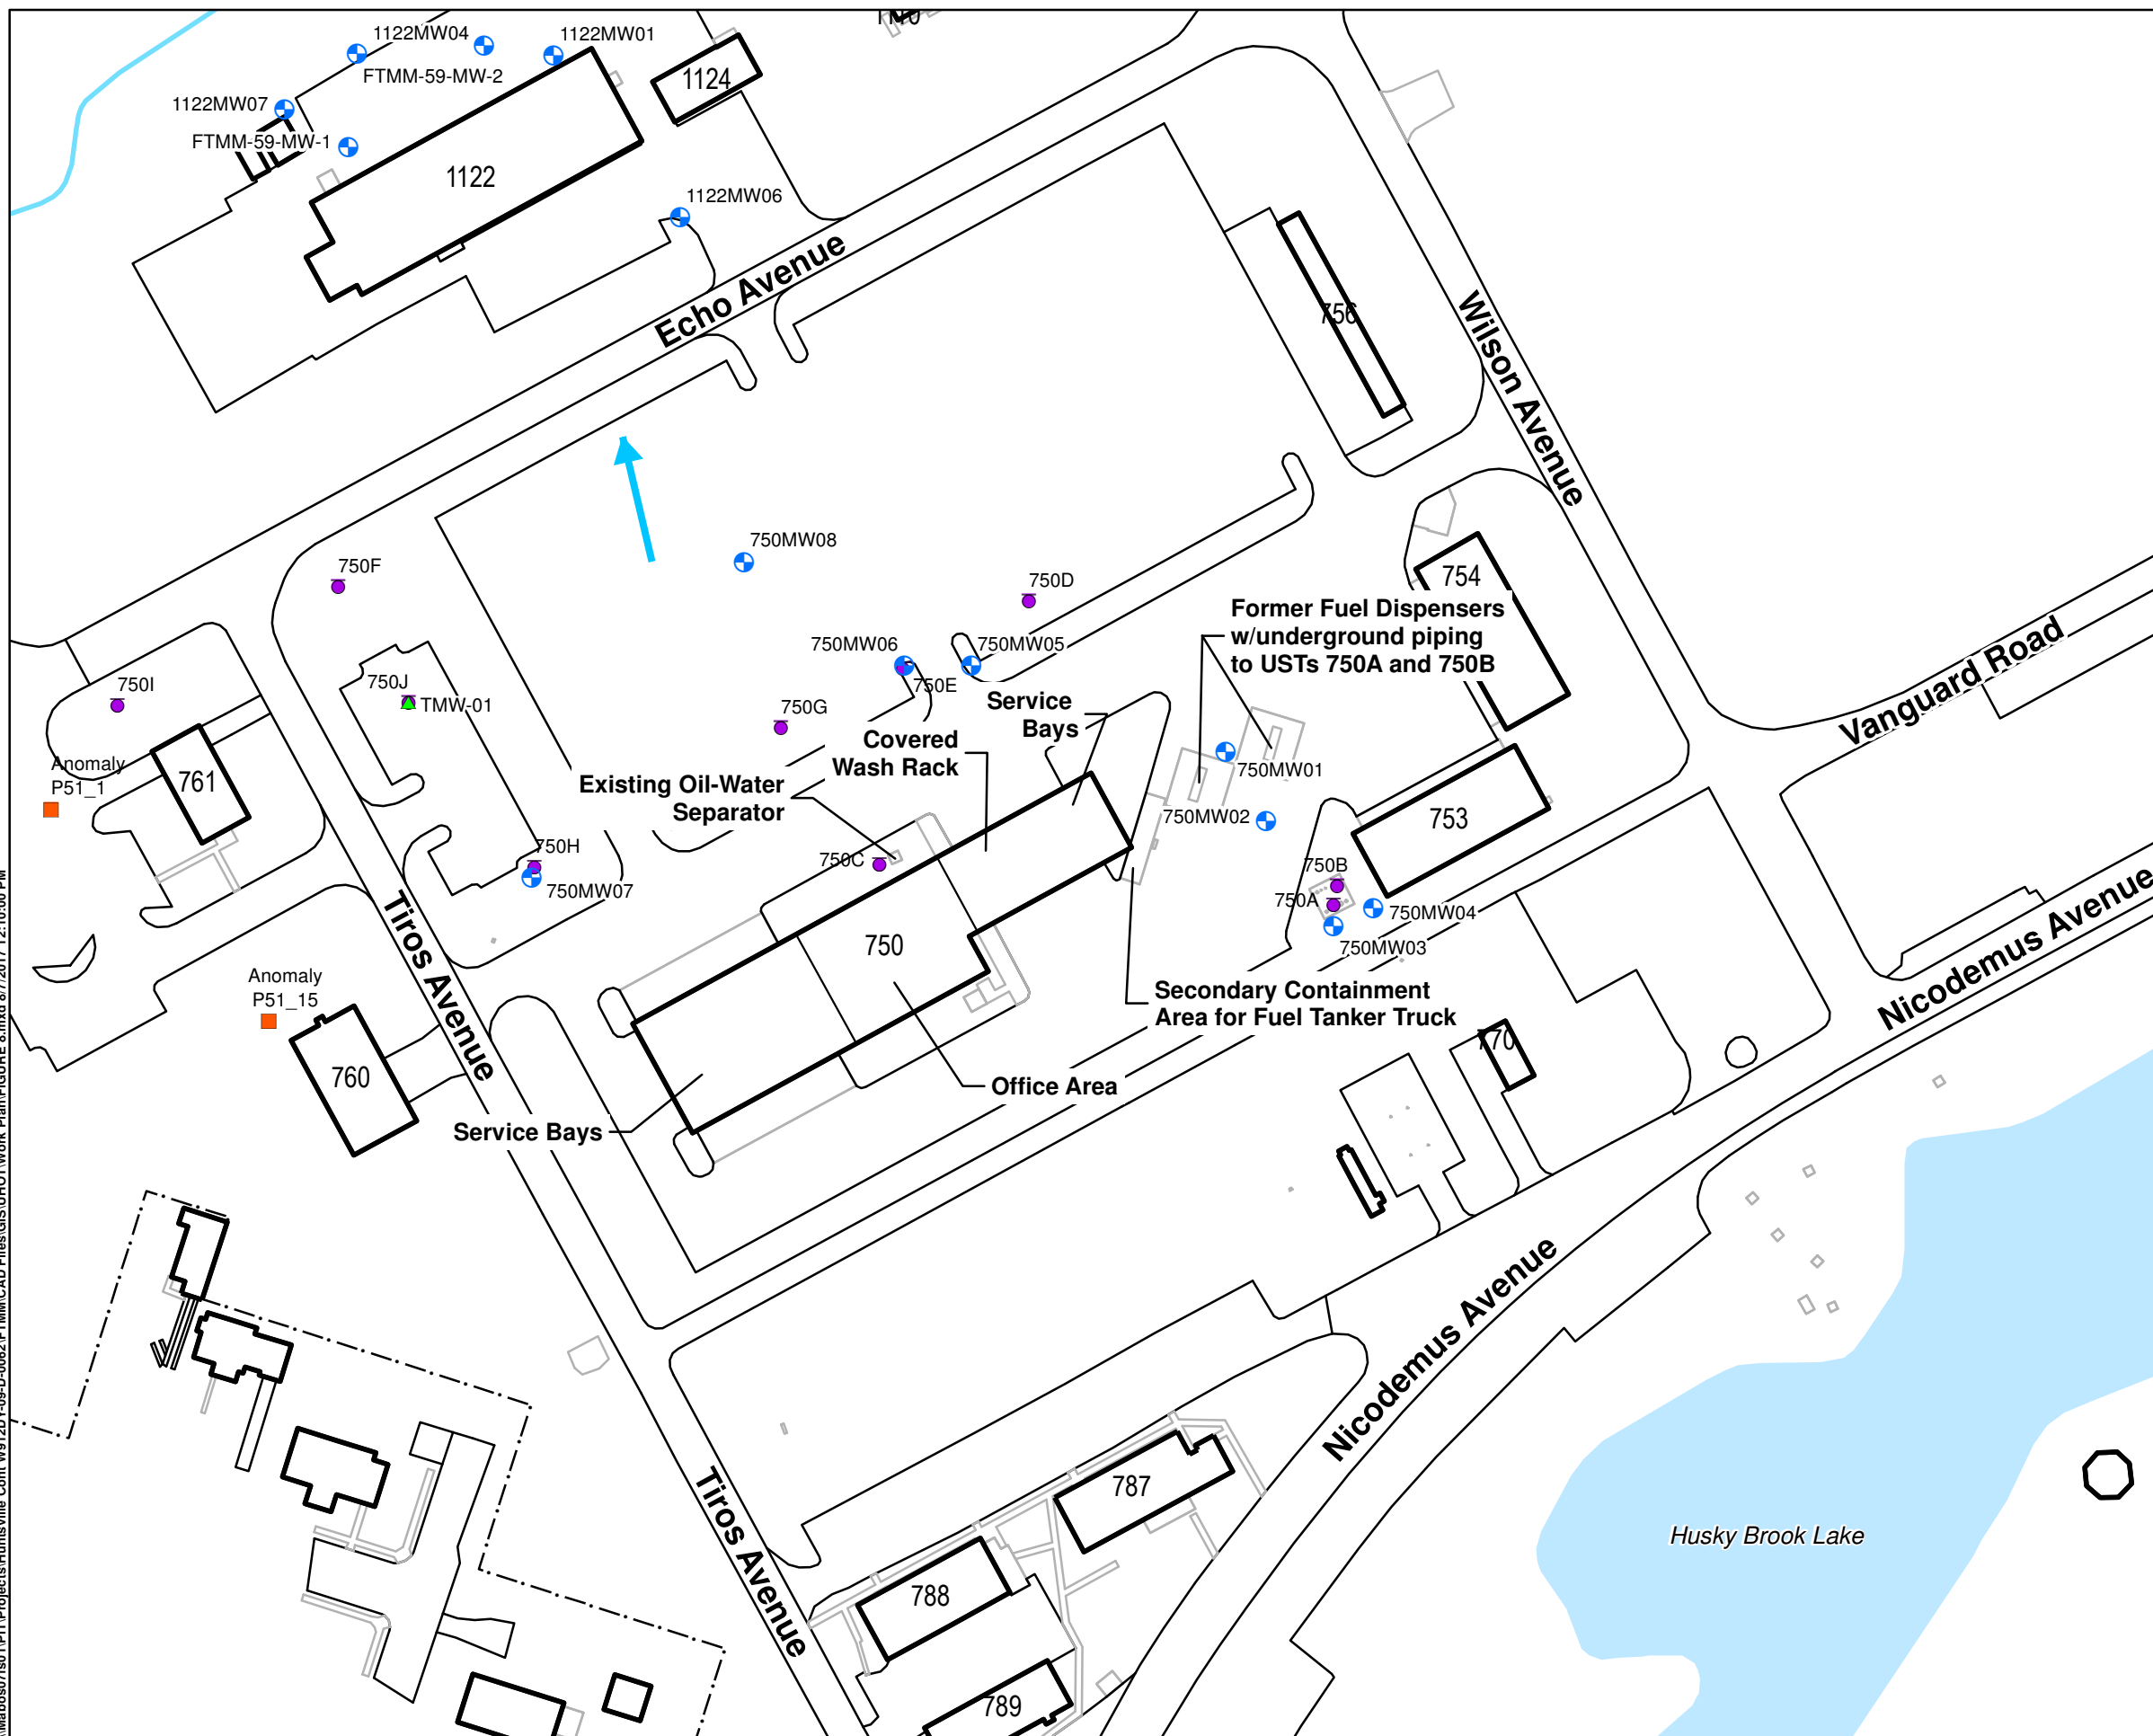 1122MW04
1122MW01
FTMM-59-MW-2
1124
1122MW07
FTMM-59-MW-1
1122
1122MW06
Echo Avenue
756
Wilson Avenue
750MW08
750F
750D
754
Former Fuel Dispensers
w/underground piping
to USTs 750A and 750B
750MW06
750MW05
750E
Vanguard Road
750I
750J
TMW-01
750G
Service
Bays
Covered
Wash Rack
Anomaly
P51_1
761
Existing Oil-Water
Separator
750MW01
750MW02
753
750H
750C
750MW07
750B
750A
750MW04
750MW03
Nicodemus Avenue
Tiros Avenue
750
Anomaly
P51_15
Secondary Containment
Area for Fuel Tanker Truck
770
760
Office Area
Service Bays
Nicodemus Avenue
787
Tiros Avenue
Husky Brook Lake
788
789